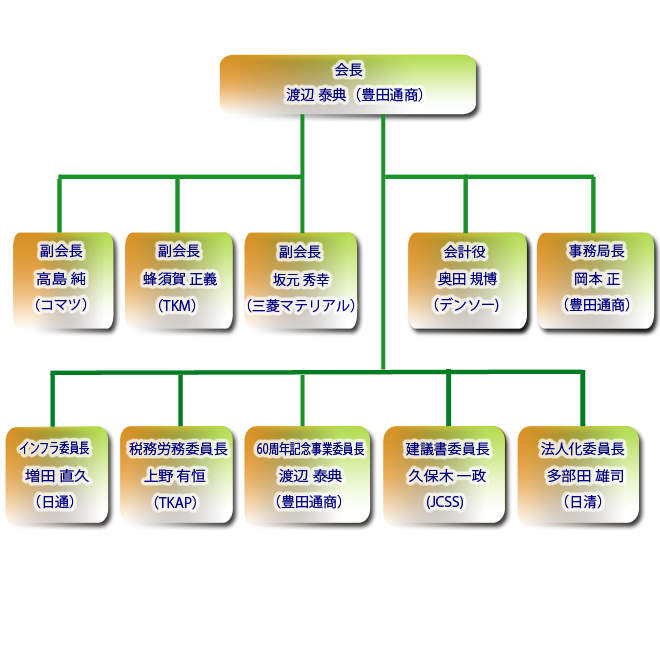 会長
渡辺 泰典（豊田通商）
副会長
高島 純
（コマツ）
副会長
蜂須賀 正義
（TKM）
副会長
坂元 秀幸
（三菱マテリアル）
会計役
奥田 規博
（デンソー）
事務局長
岡本 正
（豊田通商）
インフラ委員長
増田 直久
（日通）
税務労務委員長
上野 有恒
（TKAP）
60周年記念事業委員長
渡辺 泰典
（豊田通商）
建議書委員長
久保木 一政
(JCSS)
法人化委員長
多部田 雄司
（日清）